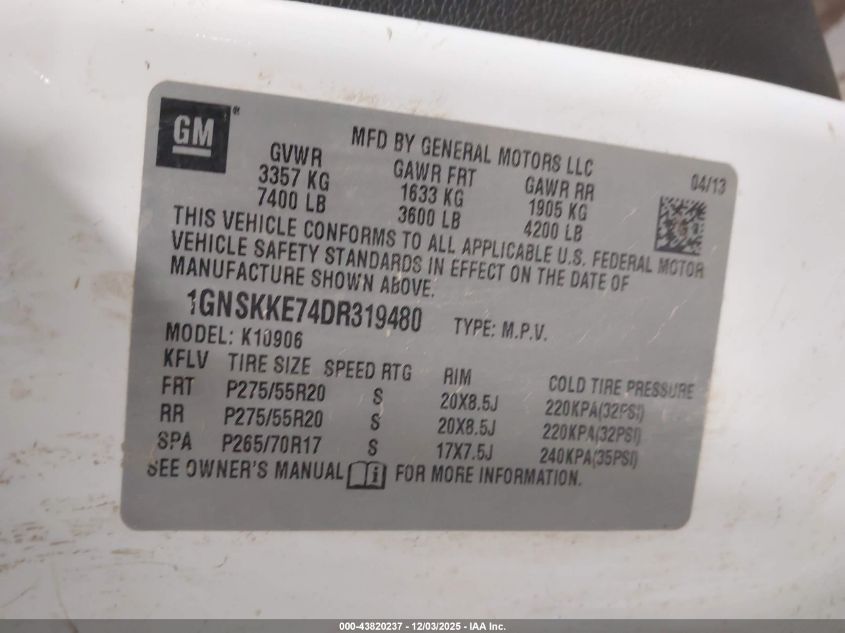 GM
MFD BY GENERAL MOTORS LLC
04/13
GVWR GAWR FRT GAWR RR
3357 KG 1633 KG 1905 KG
7400 LB 3600 LB 4200 LB
THIS VEHICLE CONFORMS TO ALL APPLICABLE U.S. FEDERAL MOTOR
VEHICLE SAFETY STANDARDS IN EFFECT ON THE DATE OF
MANUFACTURE SHOWN ABOVE.
1GNSKKE74DR319480 TYPE: M.P.V.
MODEL: K10906
KFLV TIRE SIZE SPEED RTG RIM COLD TIRE PRESSURE
FRT P275/55R20 S 20X8.5J 220KPA(32PSI)
RR P275/55R20 S 20X8.5J 220KPA(32PSI)
SPA P265/70R17 S 17X7.5J 240KPA(35PSI)
SEE OWNER'S MANUAL i FOR MORE INFORMATION.
000-43820237 - 12/03/2025 - IAA Inc.